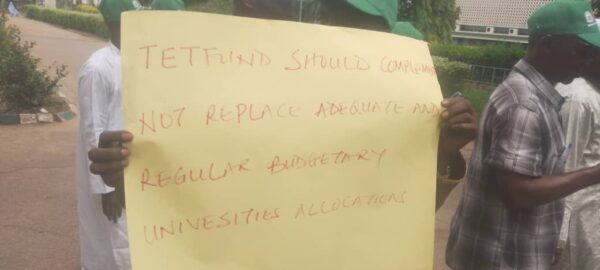 TETFUND SHOULD COMPLEMENT
NOT REPLACE ADEQUATE AND
REGULAR BUDGETARY
UNIVESITIES ALLOCATIONS